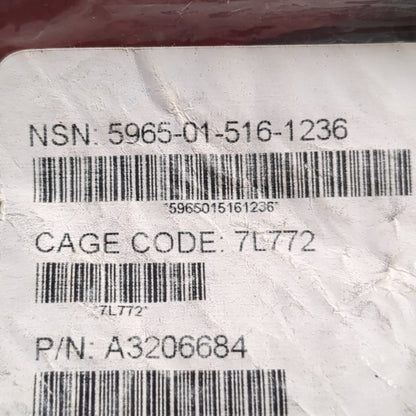 NSN: 5965-01-516-1236
*5965015161236*
CAGE CODE: 7L772
*7L772*
P/N: A3206684